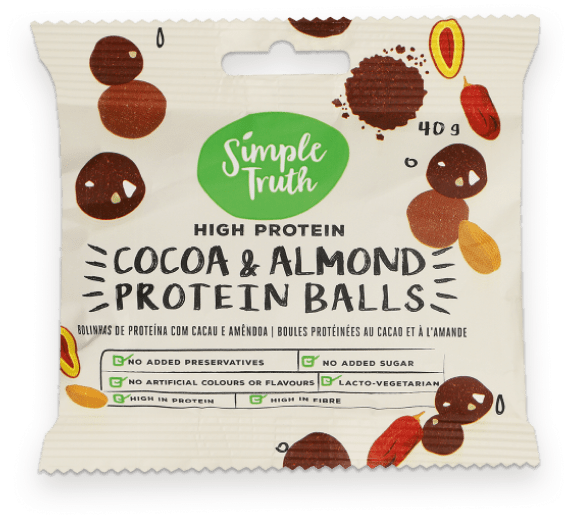 40 g
Simple
Truth
HIGH PROTEIN
COCOA & ALMOND
PROTEIN BALLS
BOLINHAS DE PROTEÍNA COM CACAU E AMÊNDOA | BOULES PROTÉINÉES AU CACAO ET À L'AMANDE
NO ADDED PRESERVATIVES NO ADDED SUGAR
NO ARTIFICIAL COLOURS OR FLAVOURS LACTO-VEGETARIAN
HIGH IN PROTEIN HIGH IN FIBRE